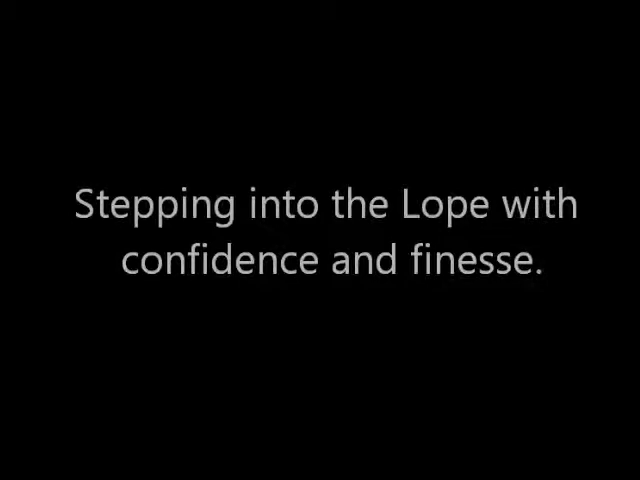 Stepping into the Lope with
confidence and finesse.